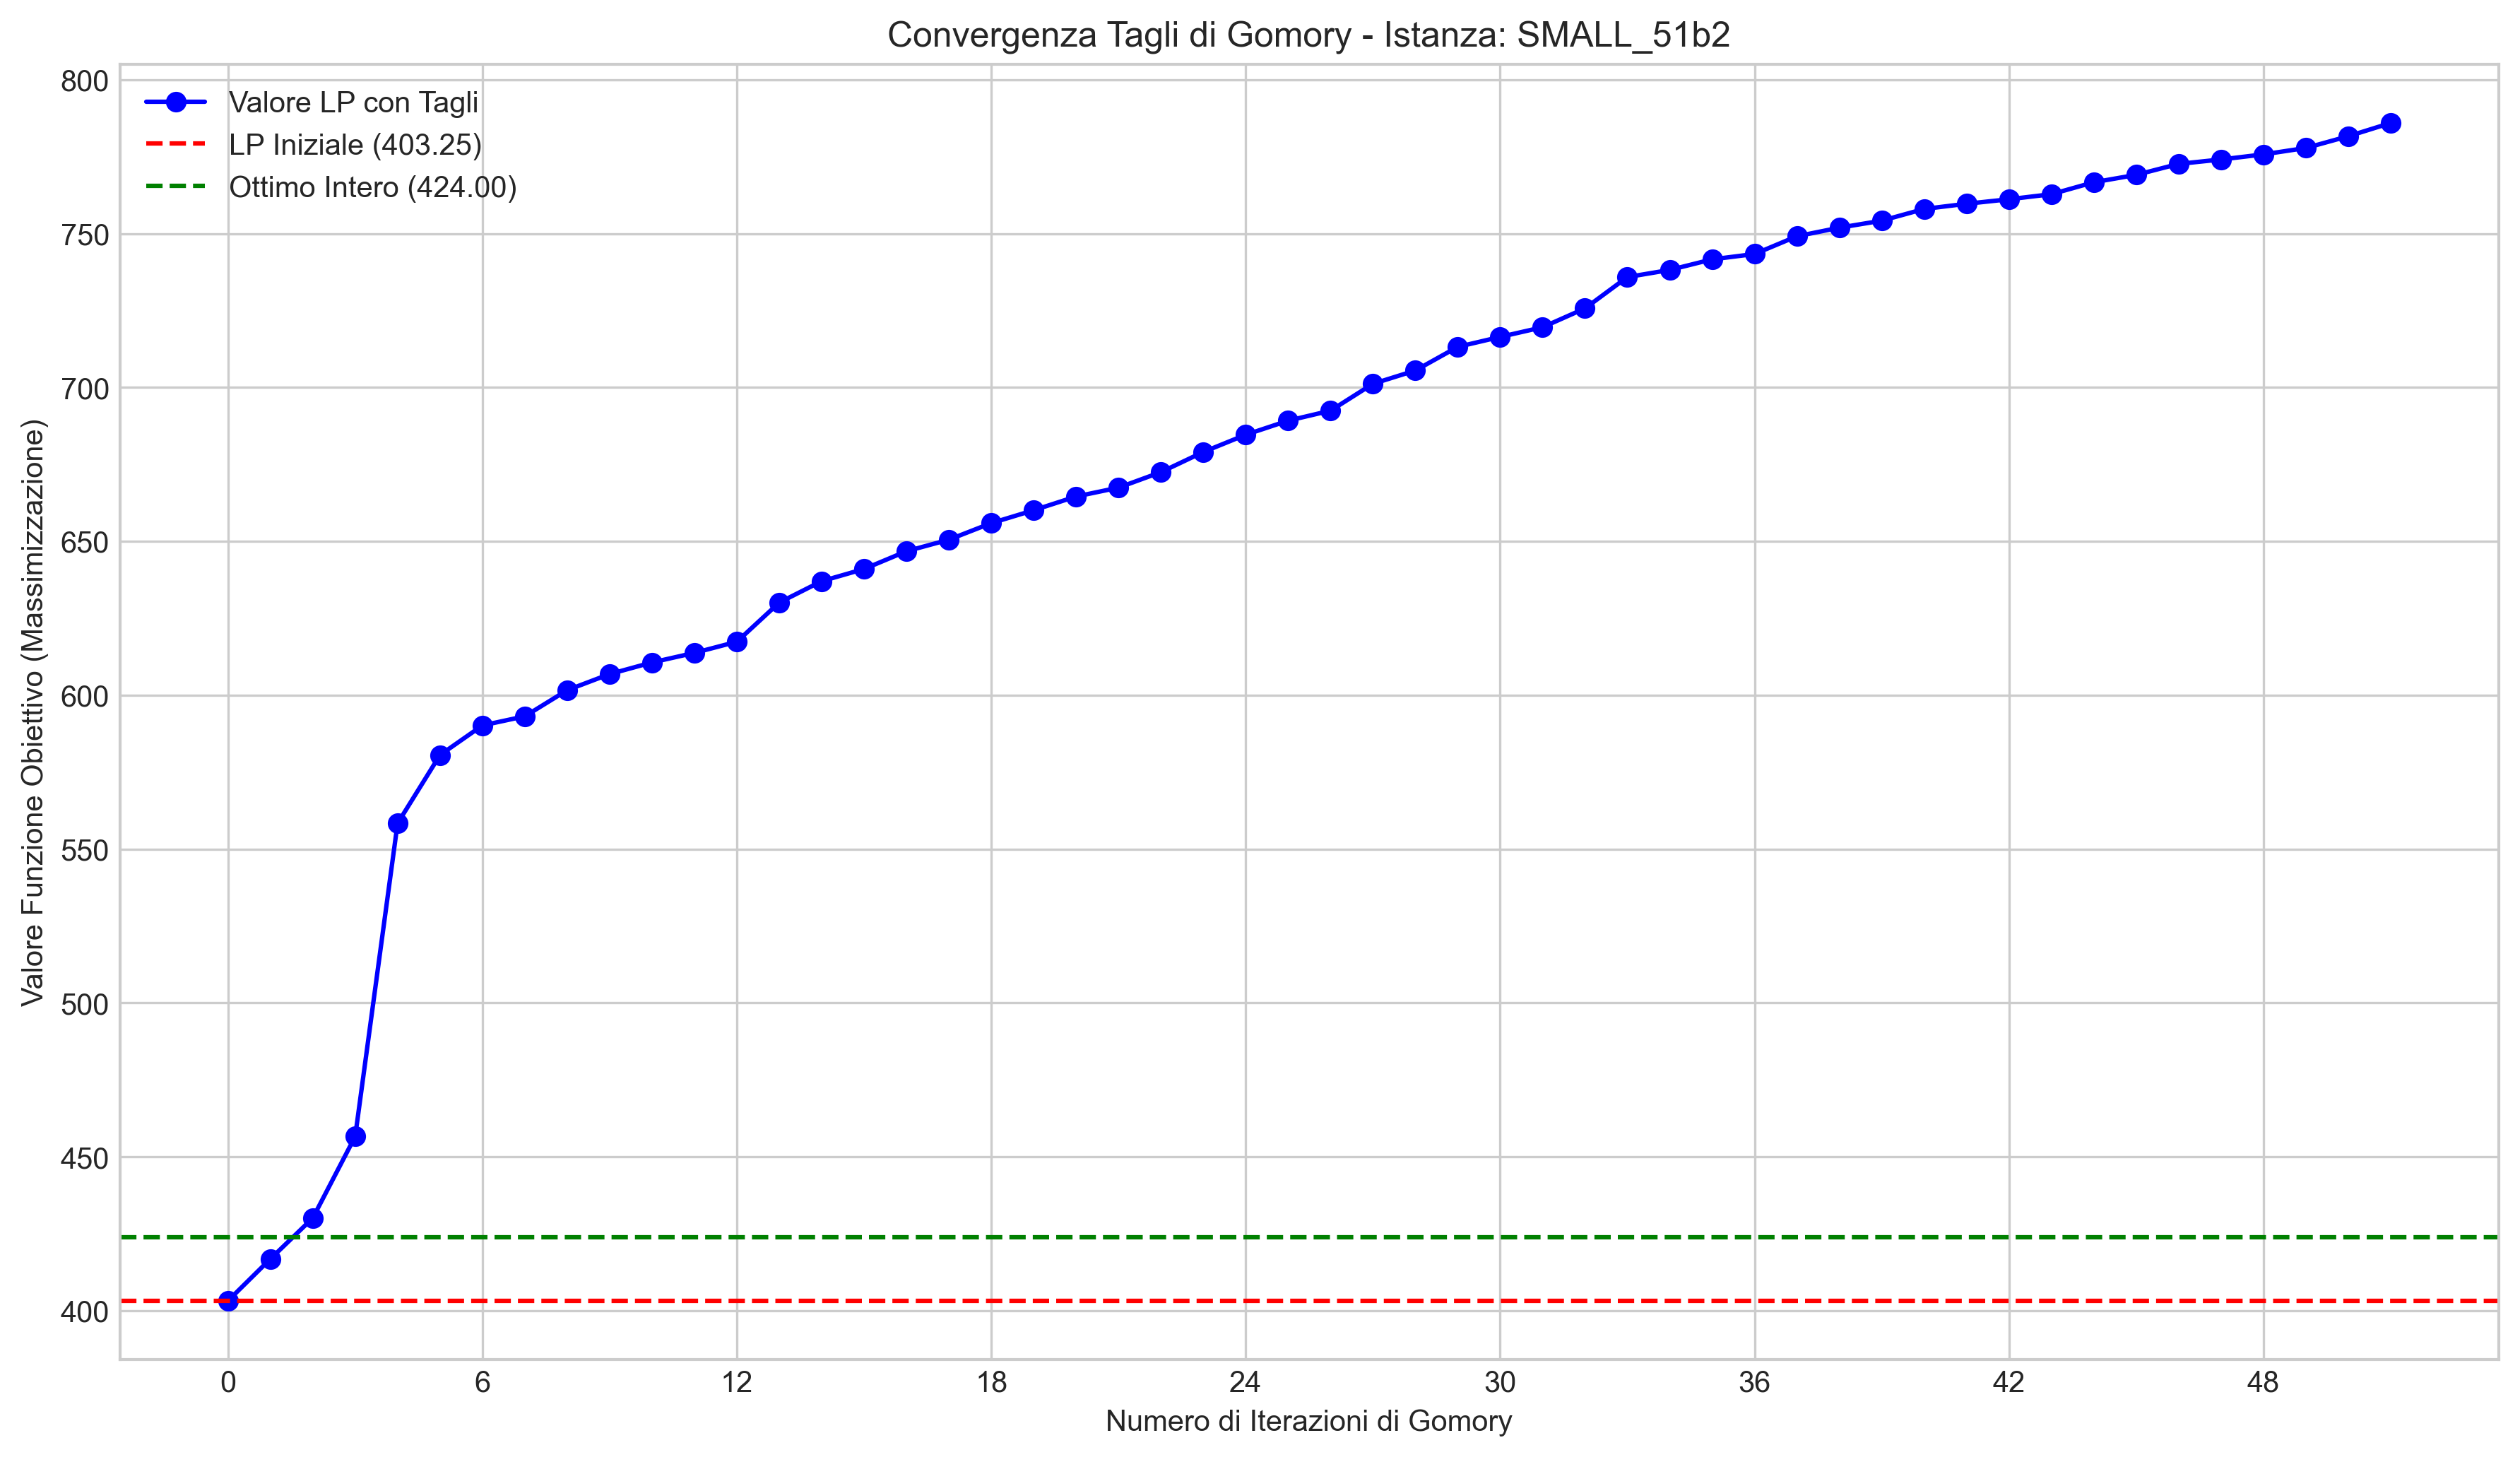 Convergenza Tagli di Gomory - Istanza: SMALL_51b2
Valore LP con Tagli
LP Iniziale (403.25)
Ottimo Intero (424.00)
Valore Funzione Obiettivo (Massimizzazione)
800
750
700
650
600
550
500
450
400
0 6 12 18 24 30 36 42 48
Numero di Iterazioni di Gomory